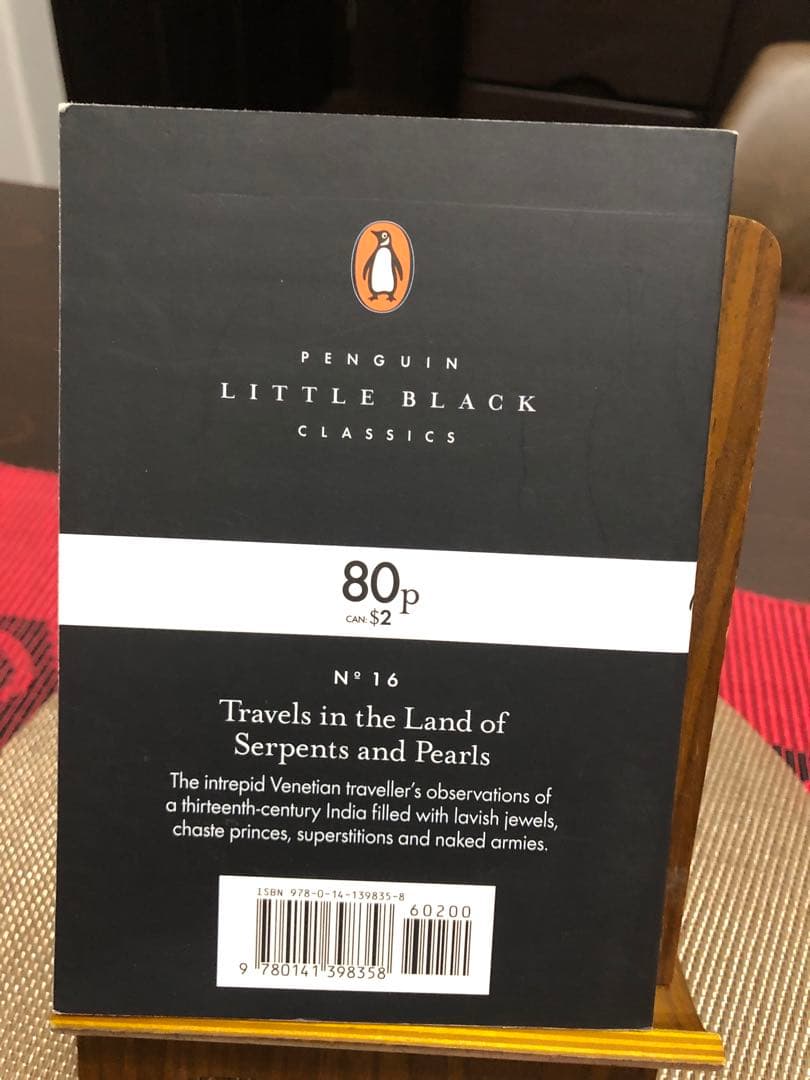 PENGUIN
LITTLE BLACK
CLASSICS
80p
CAN: $2
Nº 16
Travels in the Land of
Serpents and Pearls
The intrepid Venetian traveller's observations of
a thirteenth-century India filled with lavish jewels,
chaste princes, superstitions and naked armies.
ISBN 978-0-14-139835-8
60200
9 780141 398358